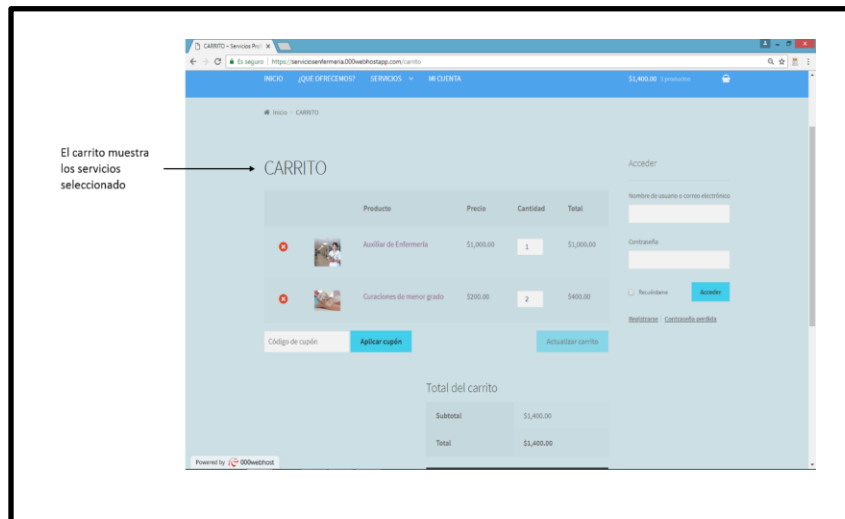 CARRITO – Servicios Prof
Es seguro | https://serviciosenfermeria.000webhostapp.com/carrito
INICIO ¿QUE OFRECEMOS? SERVICIOS MI CUENTA $1,400.00 3 productos
Inicio / CARRITO
El carrito muestra
los servicios
seleccionado
CARRITO
Producto Precio Cantidad Total
Auxiliar de Enfermería $1,000.00 1 $1,000.00
Curaciones de menor grado $200.00 2 $400.00
Código de cupón Aplicar cupón Actualizar carrito
Total del carrito
Subtotal $1,400.00
Total $1,400.00
Acceder
Nombre de usuario o correo electrónico
Contraseña
Recuérdame Acceder
Registrarse | Contraseña perdida
Powered by 000webhost